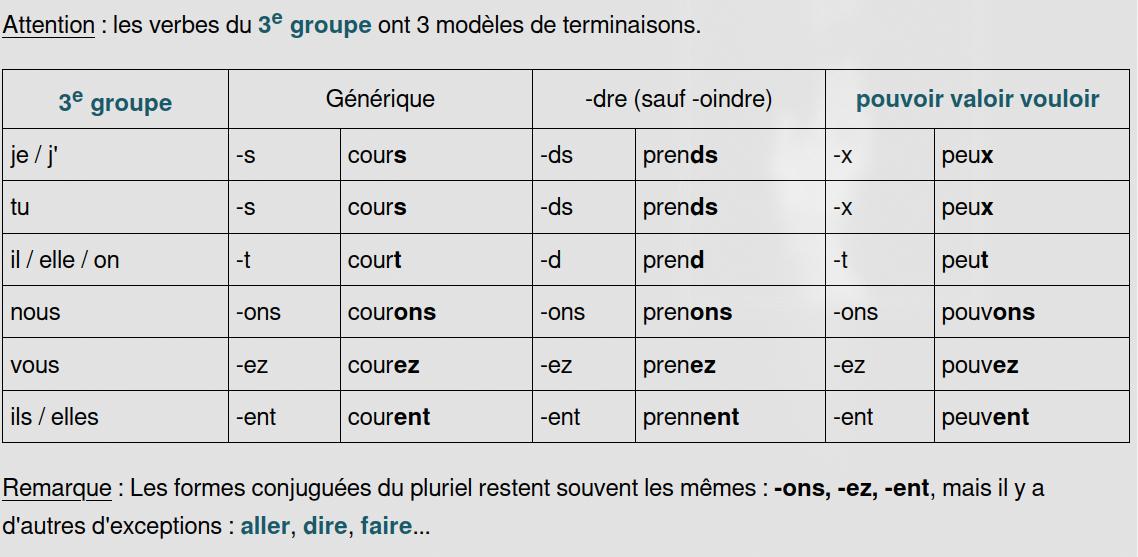 Attention : les verbes du 3e groupe ont 3 modèles de terminaisons.
3e groupe Générique -dre (sauf -oindre) pouvoir valoir vouloir
je / j' -s cours -ds prends -x peux
tu -s cours -ds prends -x peux
il / elle / on -t court -d prend -t peut
nous -ons courons -ons prenons -ons pouvons
vous -ez courez -ez prenez -ez pouvez
ils / elles -ent courent -ent prennent -ent peuvent
Remarque : Les formes conjuguées du pluriel restent souvent les mêmes : -ons, -ez, -ent, mais il y a
d'autres d'exceptions : aller, dire, faire...